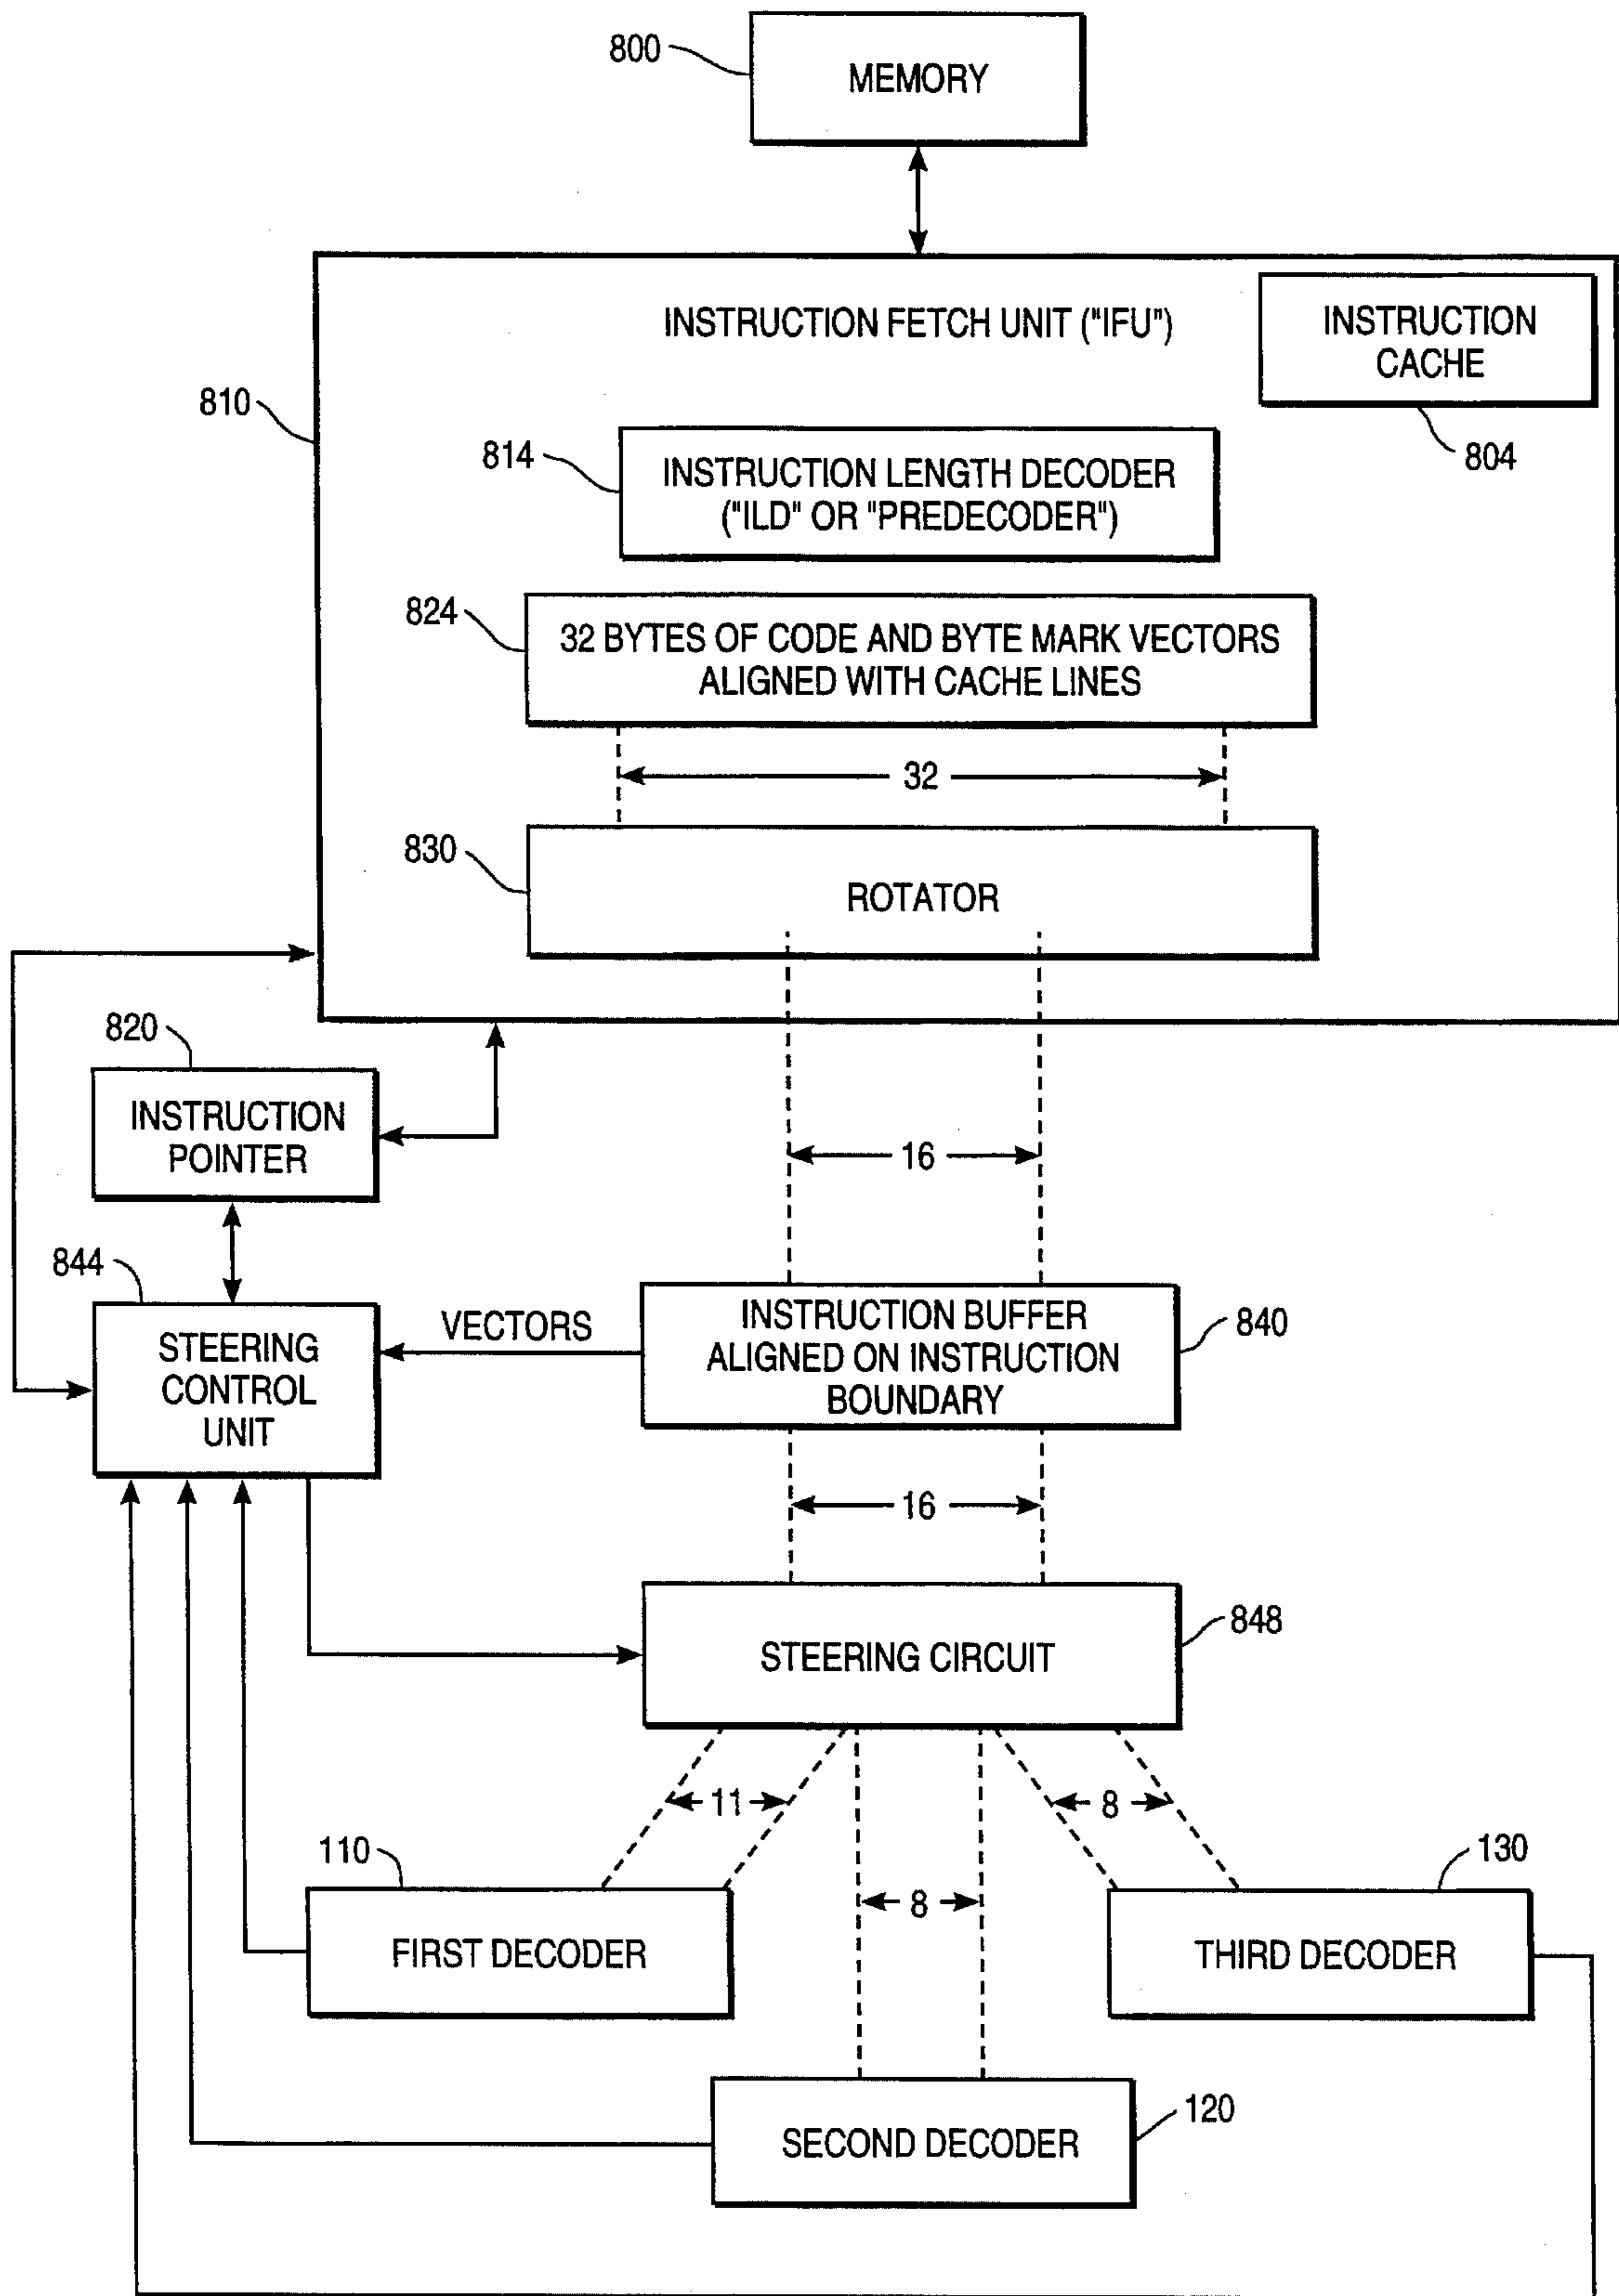 800
MEMORY
INSTRUCTION FETCH UNIT ("IFU")
INSTRUCTION
CACHE
810
804
814
INSTRUCTION LENGTH DECODER
("ILD" OR "PREDECODER")
824
32 BYTES OF CODE AND BYTE MARK VECTORS
ALIGNED WITH CACHE LINES
32
830
ROTATOR
820
INSTRUCTION
POINTER
16
844
STEERING
CONTROL
UNIT
VECTORS
INSTRUCTION BUFFER
ALIGNED ON INSTRUCTION
BOUNDARY
840
16
STEERING CIRCUIT
848
11
8
8
110
FIRST DECODER
130
THIRD DECODER
120
SECOND DECODER